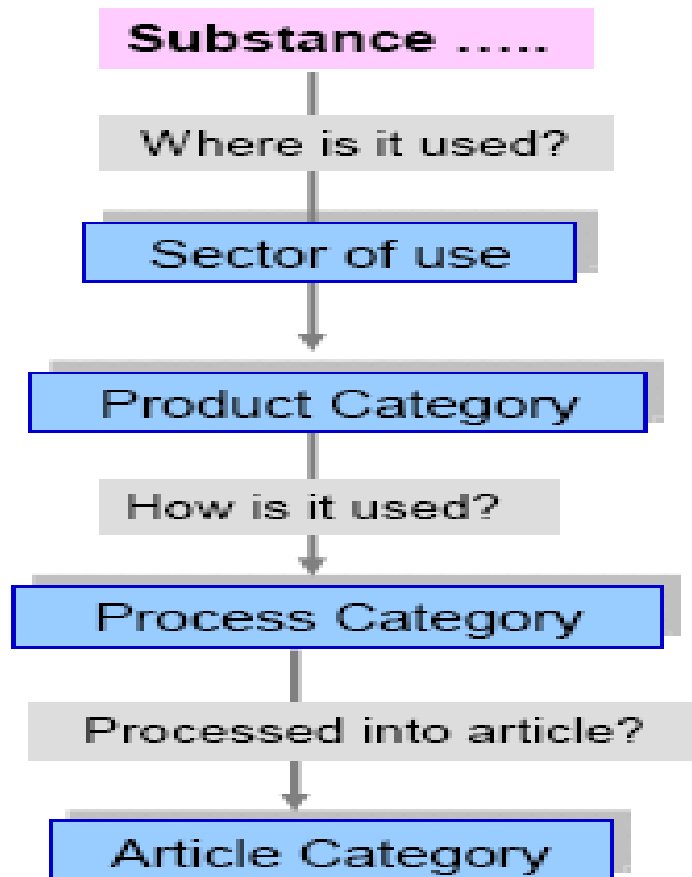 Substance .....
Where is it used?
Sector of use
Product Category
How is it used?
Process Category
Processed into article?
Article Category